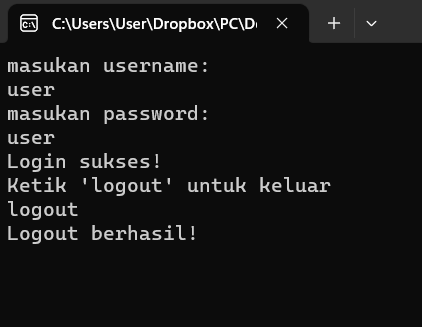 C:\Users\User\Dropbox\PC\D
masukan username:
user
masukan password:
user
Login sukses!
Ketik 'logout' untuk keluar
logout
Logout berhasil!